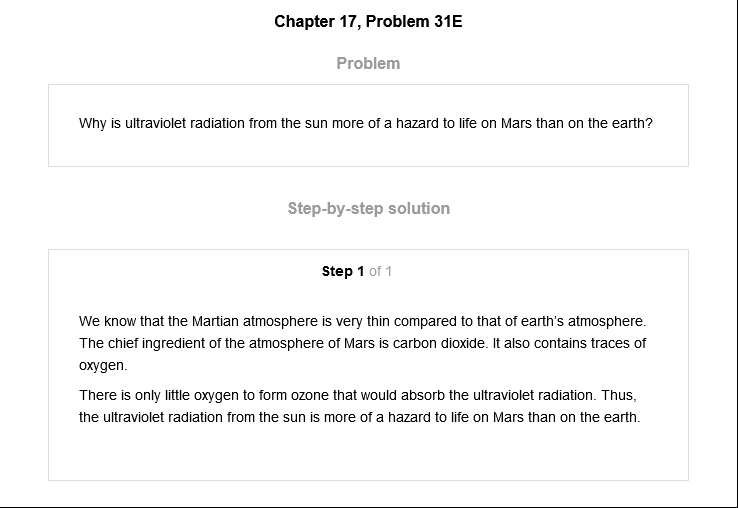 Chapter 17, Problem 31E
Problem
Why is ultraviolet radiation from the sun more of a hazard to life on Mars than on the earth?
Step-by-step solution
Step 1 of 1
We know that the Martian atmosphere is very thin compared to that of earth's atmosphere.
The chief ingredient of the atmosphere of Mars is carbon dioxide. It also contains traces of
oxygen.
There is only little oxygen to form ozone that would absorb the ultraviolet radiation. Thus,
the ultraviolet radiation from the sun is more of a hazard to life on Mars than on the earth.